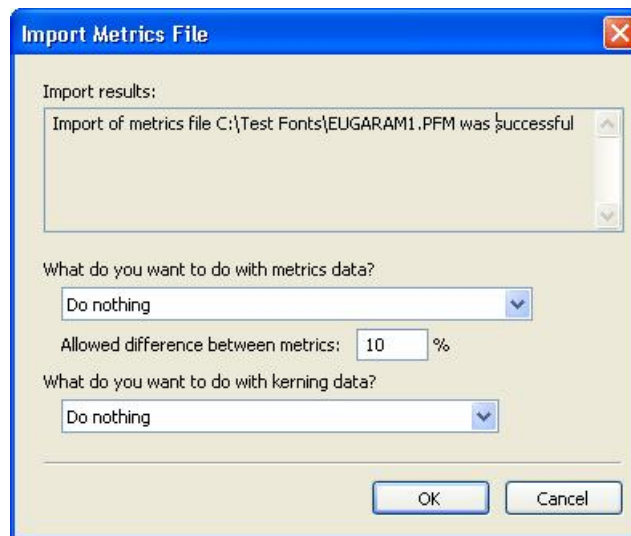 Import Metrics File
Import results:
Import of metrics file C:\Test Fonts\EUGARAM1.PFM was successful
What do you want to do with metrics data?
Do nothing
Allowed difference between metrics: 10 %
What do you want to do with kerning data?
Do nothing
OK Cancel